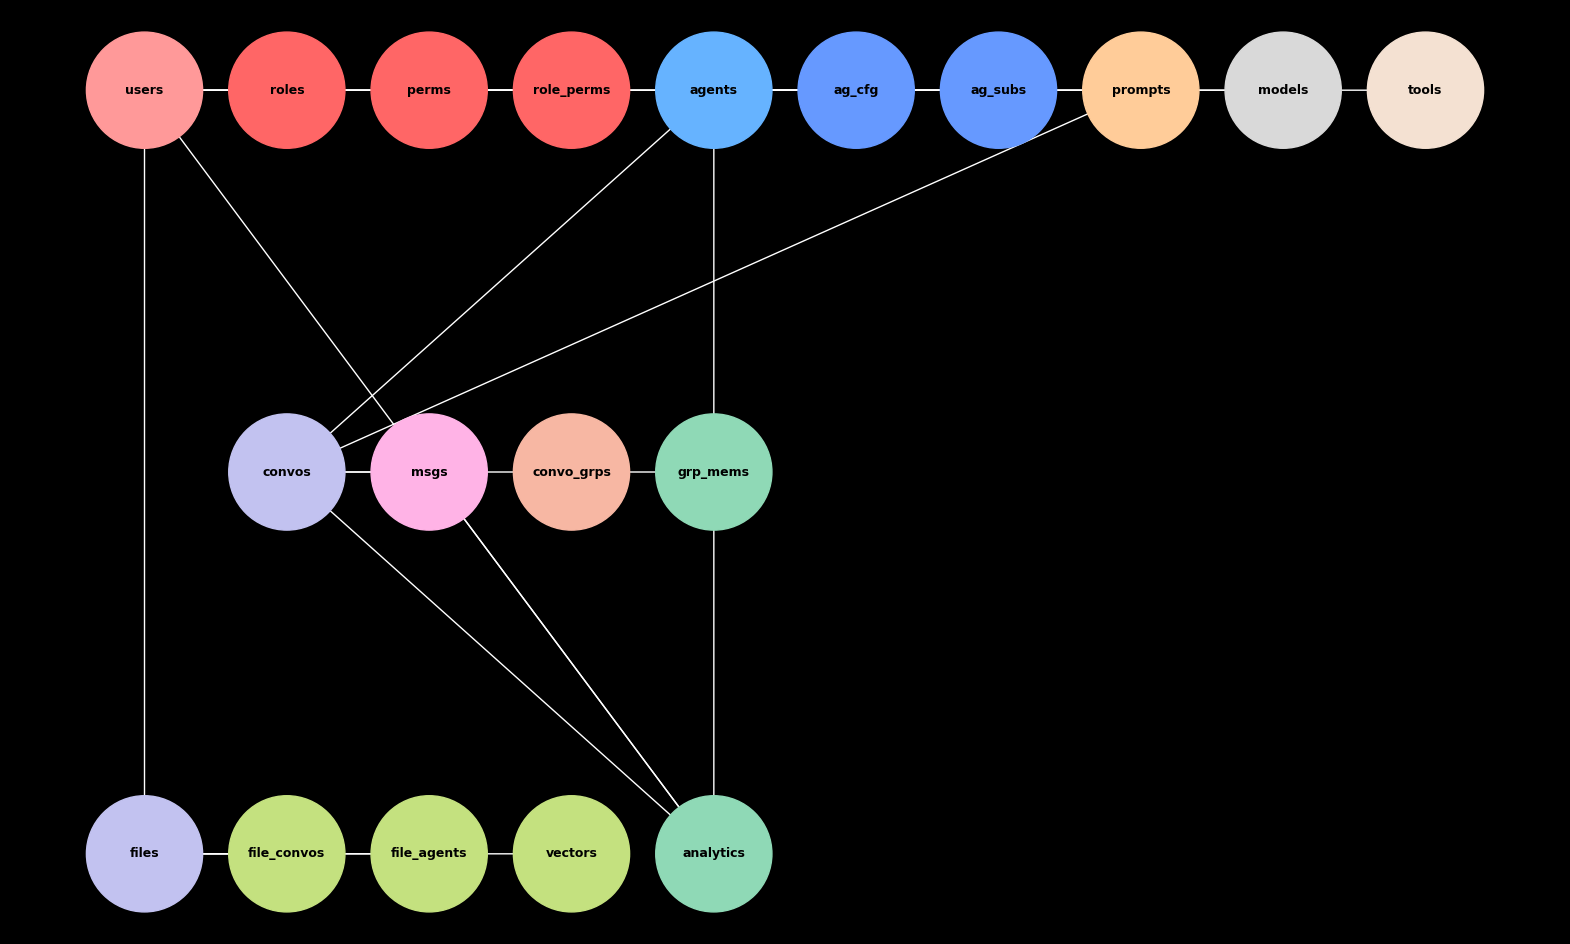 users
roles
perms
role_perms
agents
ag_cfg
ag_subs
prompts
models
tools
convos
msgs
convo_grps
grp_mems
files
file_convos
file_agents
vectors
analytics